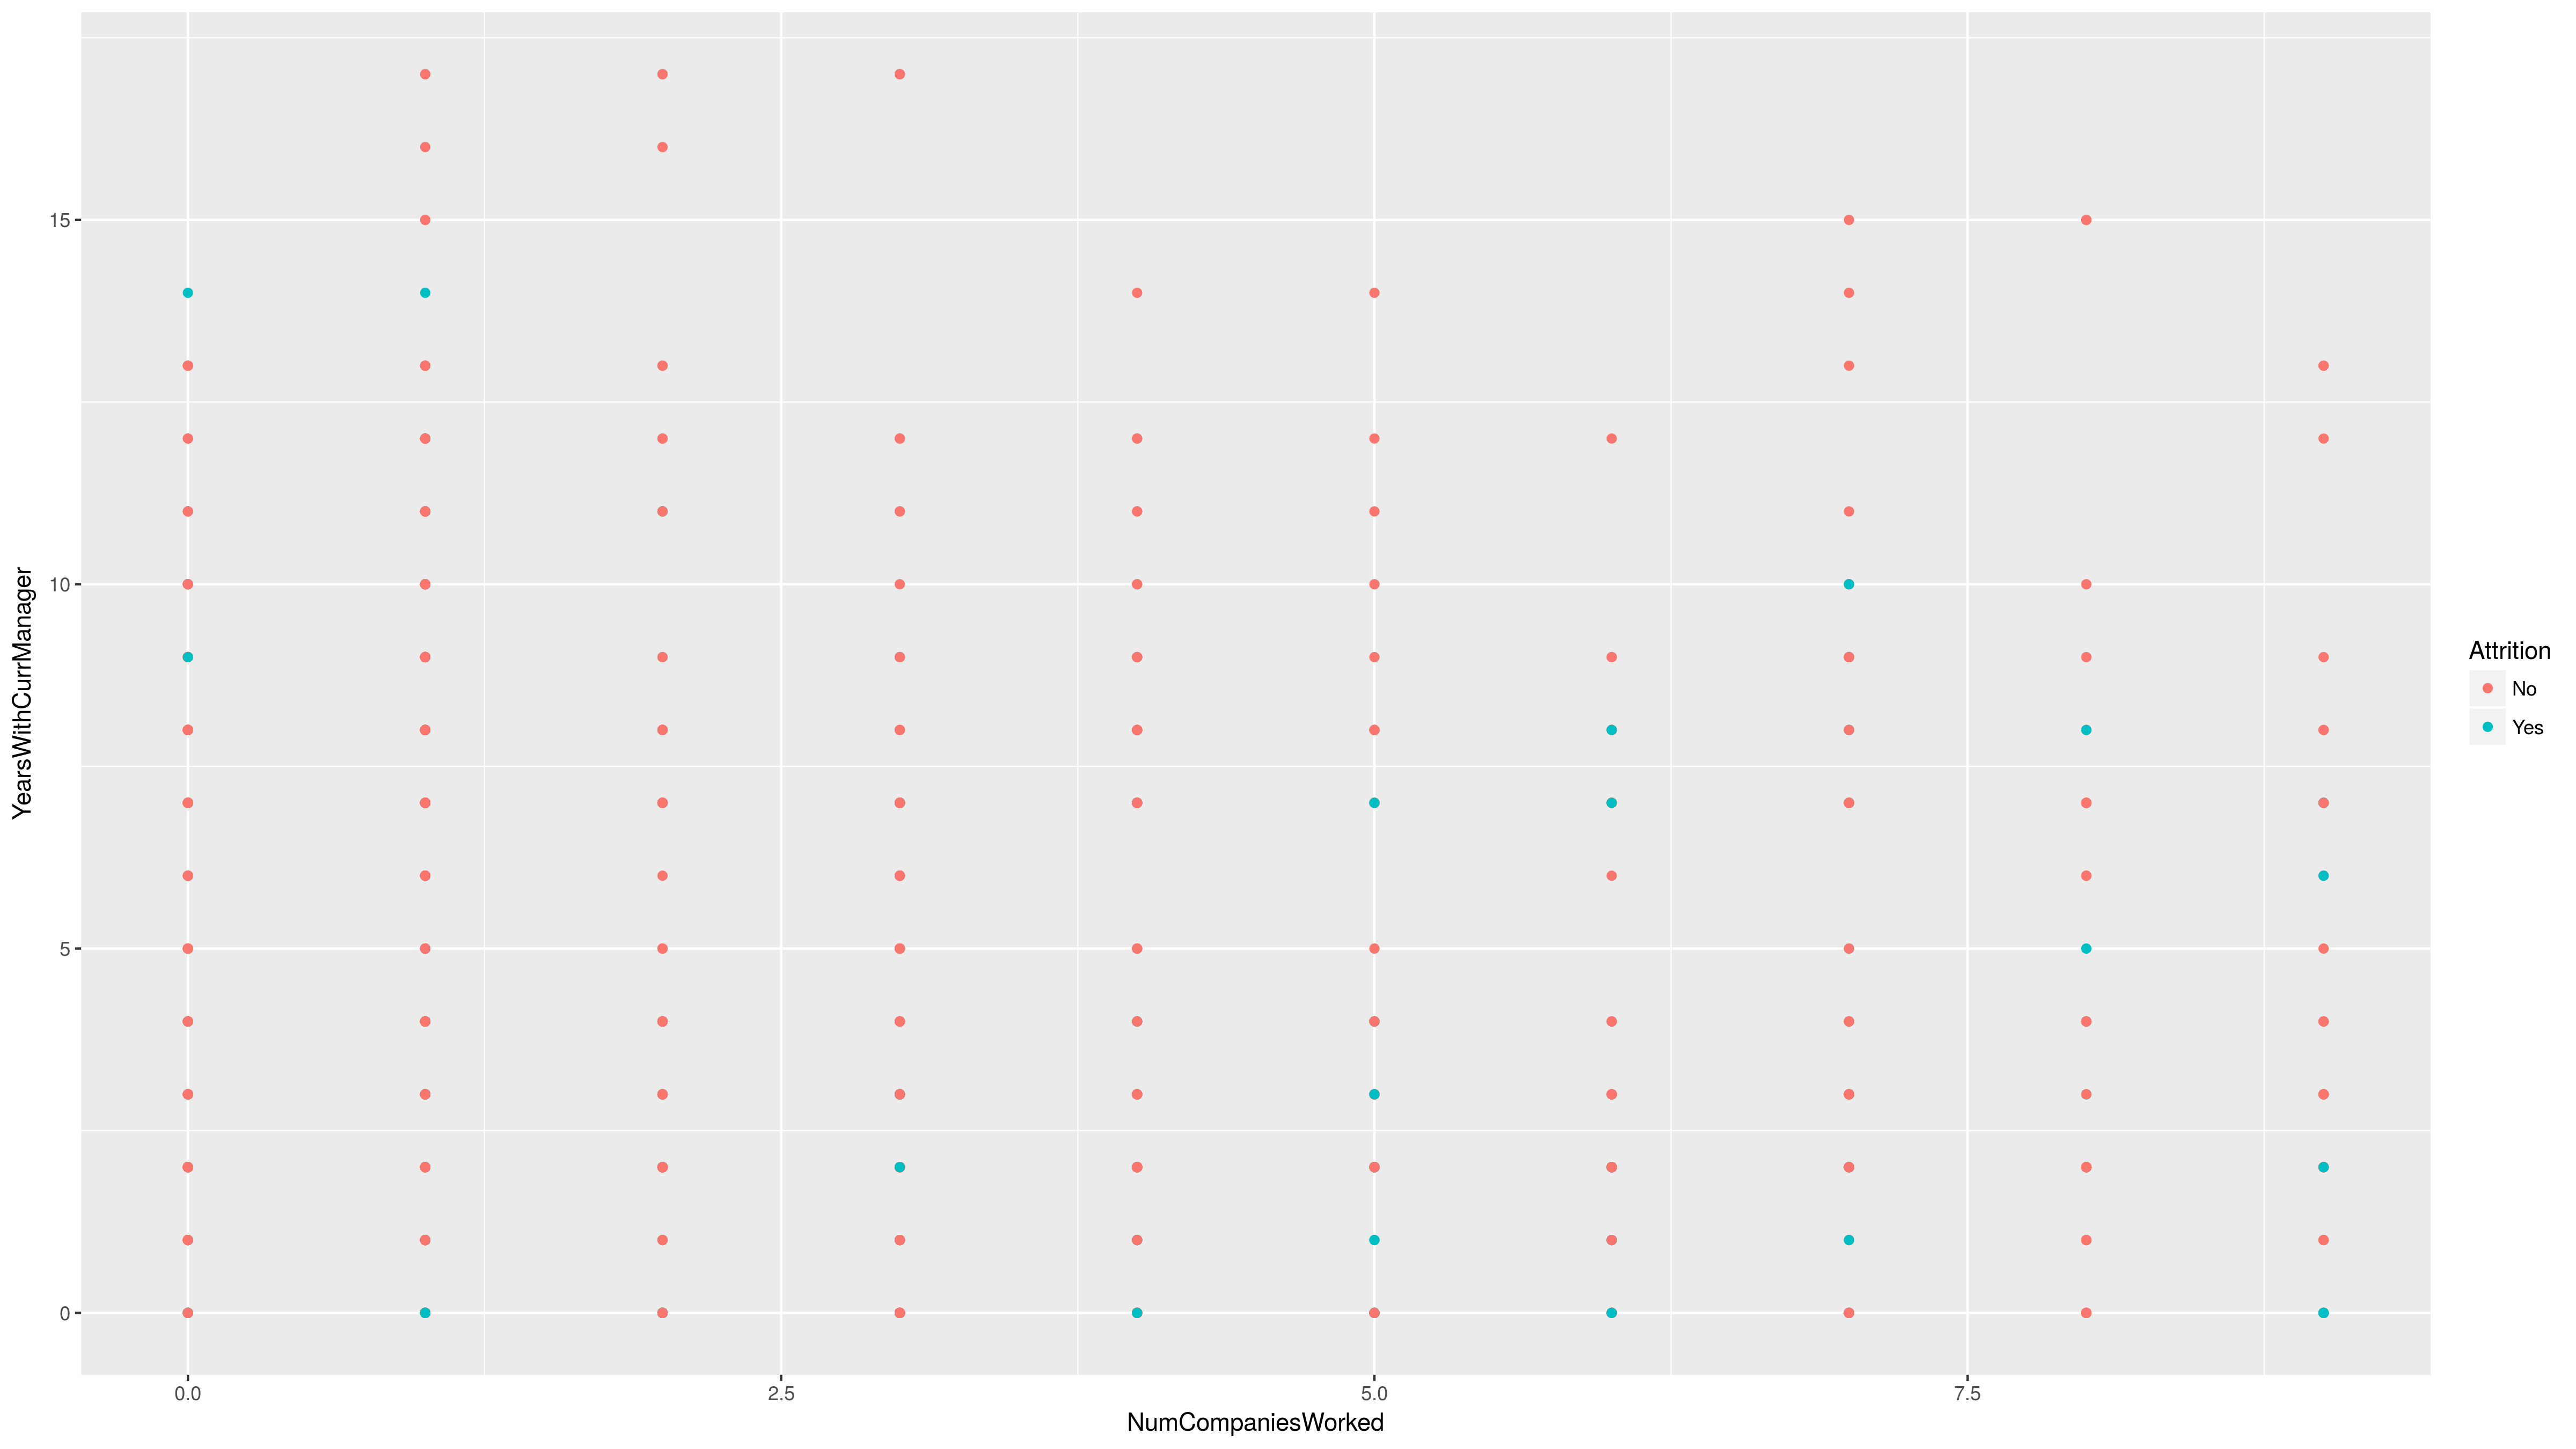 15
10
5
0
YearsWithCurrManager
0.0
2.5
5.0
7.5
NumCompaniesWorked
Attrition
No
Yes